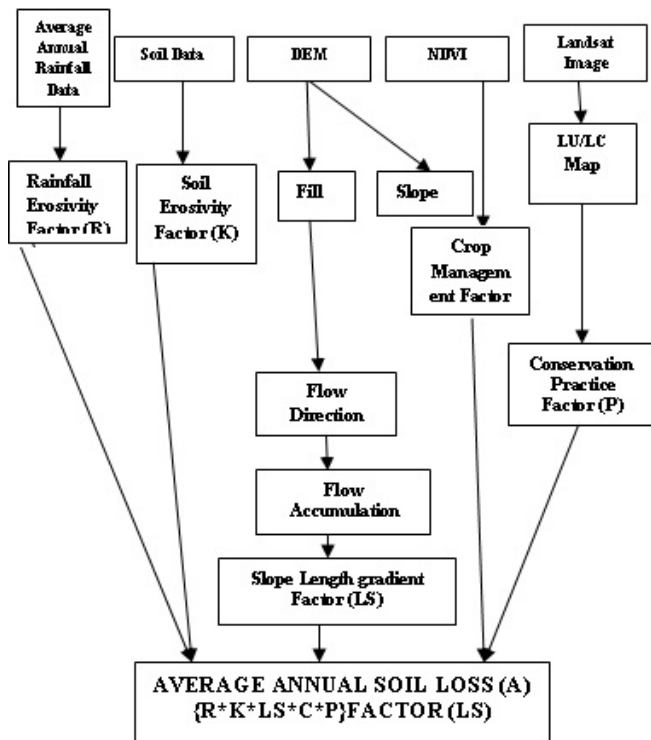 Average
Annual
Rainfall
Data
Soil Data
DEM
NDVI
Landsat
Image
Rainfall
Erosivity
Factor (R)
Soil
Erosivity
Factor (K)
Fill
Slope
LU/LC
Map
Crop
Managem
ent Factor
Flow
Direction
Conservation
Practice
Factor (P)
Flow
Accumulation
Slope Length gradient
Factor (LS)
AVERAGE ANNUAL SOIL LOSS (A)
{R*K*LS*C*P}FACTOR (LS)